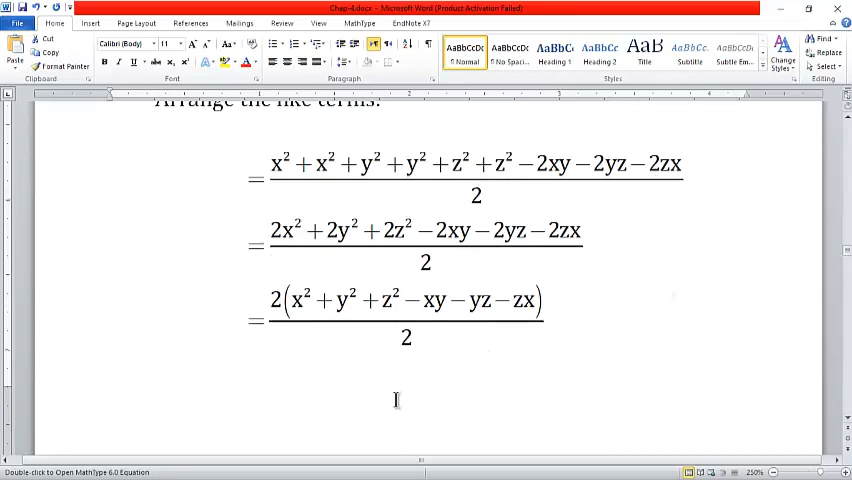 Chap-4.docx - Microsoft Word (Product Activation Failed)
File Home Insert Page Layout References Mailings Review View MathType EndNote X7
Cut
Copy
Paste
Format Painter
Calibri (Body) 11
AaBbCcDc AaBbCcDc AaBbC( AaBbCc AaB AaBbCc. AaBbCcDc
¶ Normal ¶ No Spaci... Heading 1 Heading 2 Title Subtitle Subtle Em...
Change Styles
Find
Replace
Select
Clipboard Font Paragraph Styles Editing
Arrange the like terms.
= (x² + x² + y² + y² + z² + z² − 2xy − 2yz − 2zx)/2
= (2x² + 2y² + 2z² − 2xy − 2yz − 2zx)/2
= 2(x² + y² + z² − xy − yz − zx)/2
Double-click to Open MathType 6.0 Equation
250%